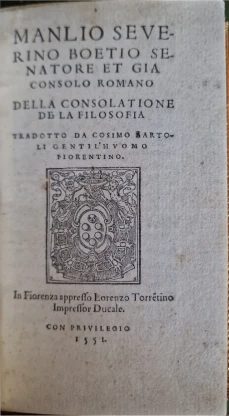 MANLIO SEVE-
RINO BOETIO SE-
NATORE ET GIA
CONSOLO ROMANO
DELLA CONSOLATIONE
DE LA FILOSOFIA
TRADOTTO DA COSIMO BARTO-
LI GENTIL'HVOMO
FIORENTINO.
In Fiorenza appresso Lorenzo Torrẽtino
Impressor Ducale.
CON PRIVILEGIO
1551.